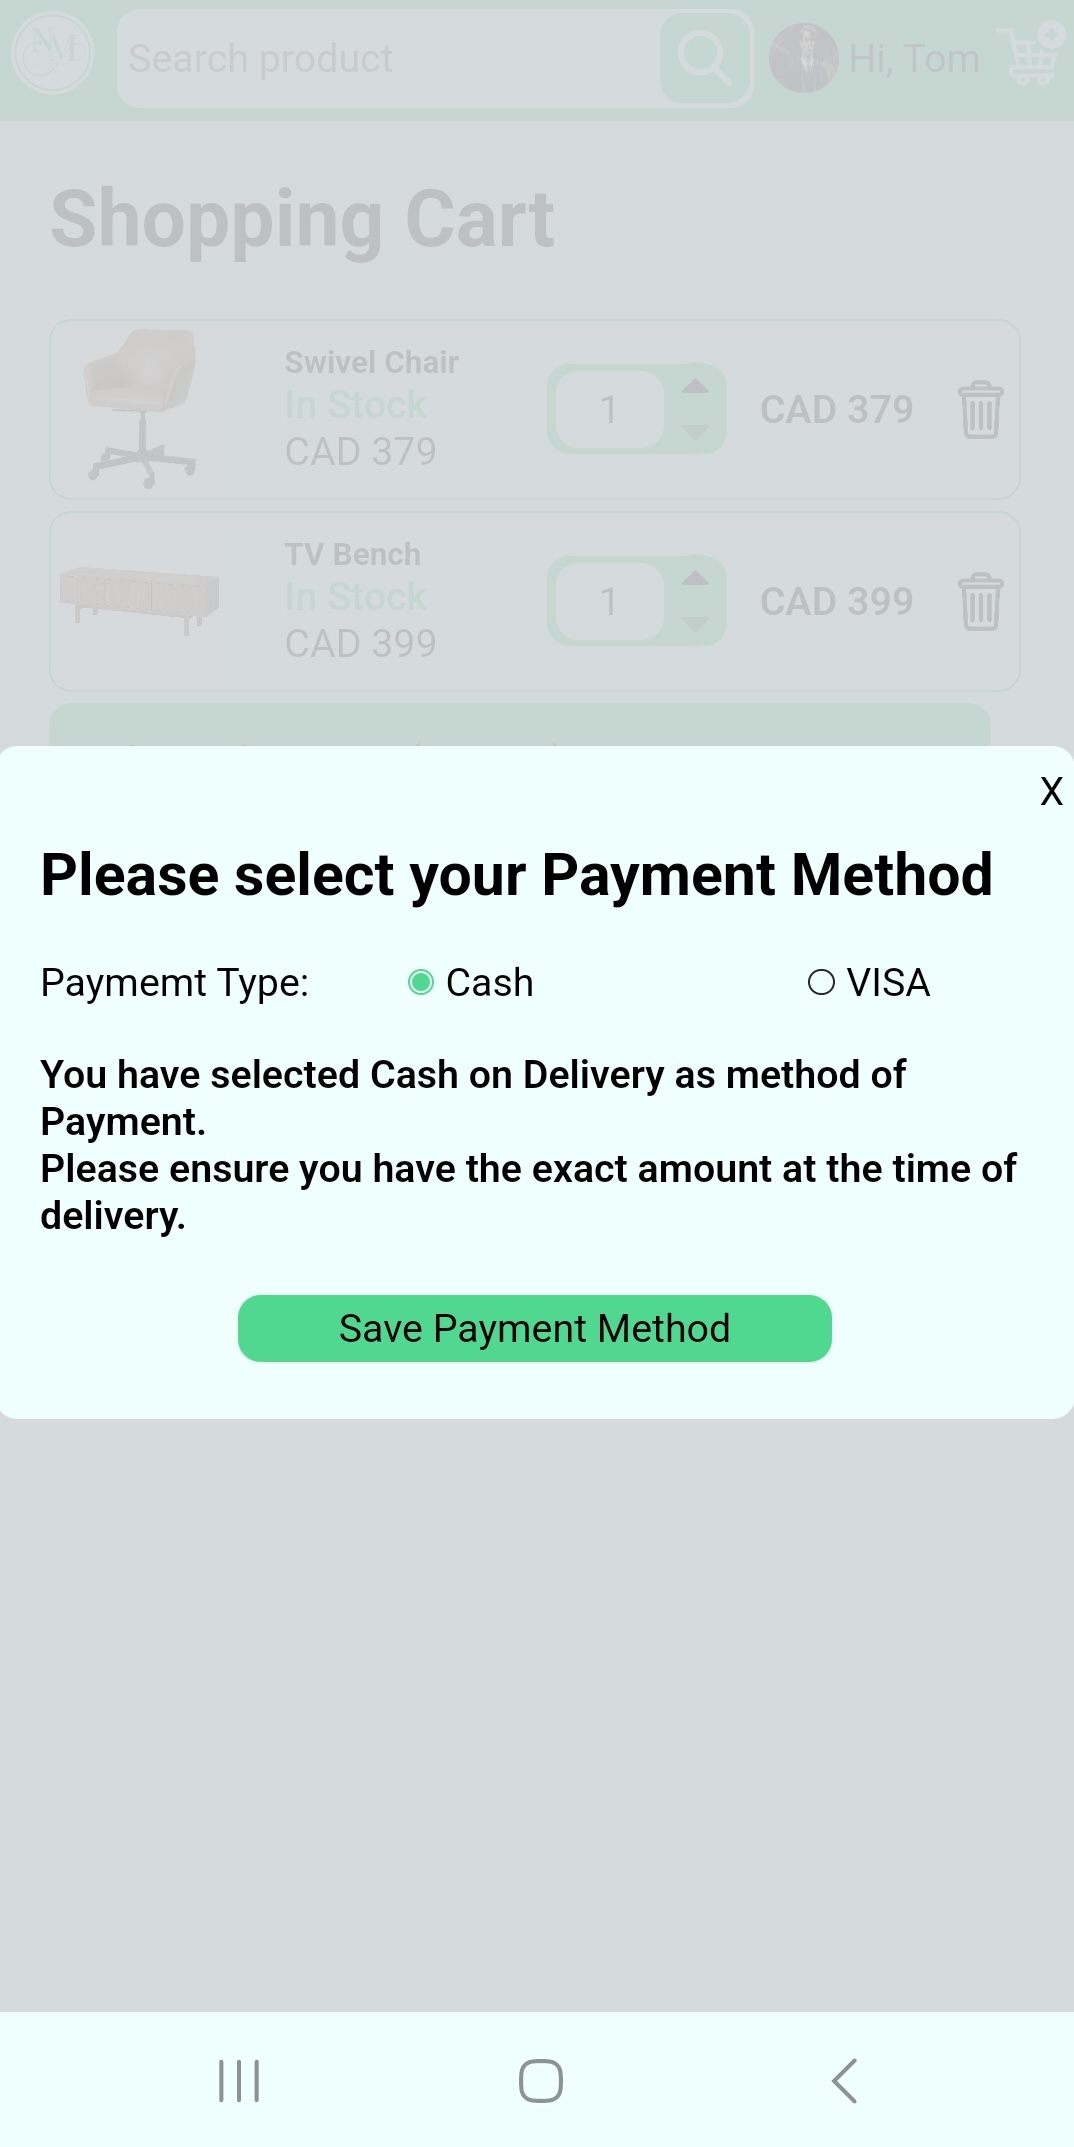 NM
Search product
Hi, Tom
Shopping Cart
Swivel Chair
In Stock
CAD 379
1
CAD 379
TV Bench
In Stock
CAD 399
1
CAD 399
X
Please select your Payment Method
Paymemt Type:
Cash
VISA
You have selected Cash on Delivery as method of
Payment.
Please ensure you have the exact amount at the time of
delivery.
Save Payment Method